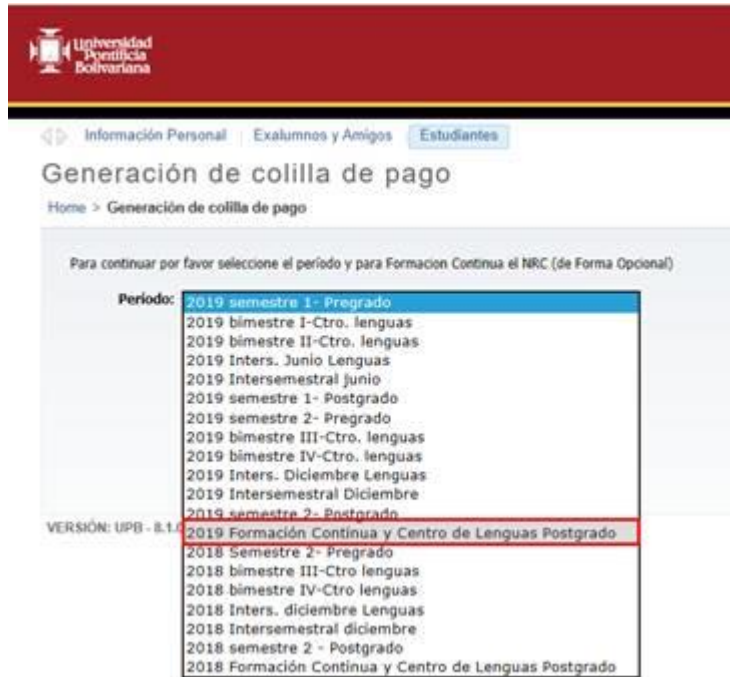 Universidad
Pontificia
Bolivariana
Información Personal Exalumnos y Amigos Estudiantes
Generación de colilla de pago
Home > Generación de colilla de pago
Para continuar por favor seleccione el período y para Formacion Continua el NRC (de Forma Opcional)
Periodo: 2019 semestre 1- Pregrado
2019 bimestre I-Ctro. lenguas
2019 bimestre II-Ctro. lenguas
2019 Inters. Junio Lenguas
2019 Intersemestral junio
2019 semestre 1- Postgrado
2019 semestre 2- Pregrado
2019 bimestre III-Ctro. lenguas
2019 bimestre IV-Ctro. lenguas
2019 Inters. Diciembre Lenguas
2019 Intersemestral Diciembre
2019 semestre 2- Postgrado
VERSIÓN: UPB - 8.1.0
2019 Formación Continua y Centro de Lenguas Postgrado
2018 Semestre 2- Pregrado
2018 bimestre III-Ctro lenguas
2018 bimestre IV-Ctro lenguas
2018 Inters. diciembre Lenguas
2018 Intersemestral diciembre
2018 semestre 2 - Postgrado
2018 Formación Continua y Centro de Lenguas Postgrado